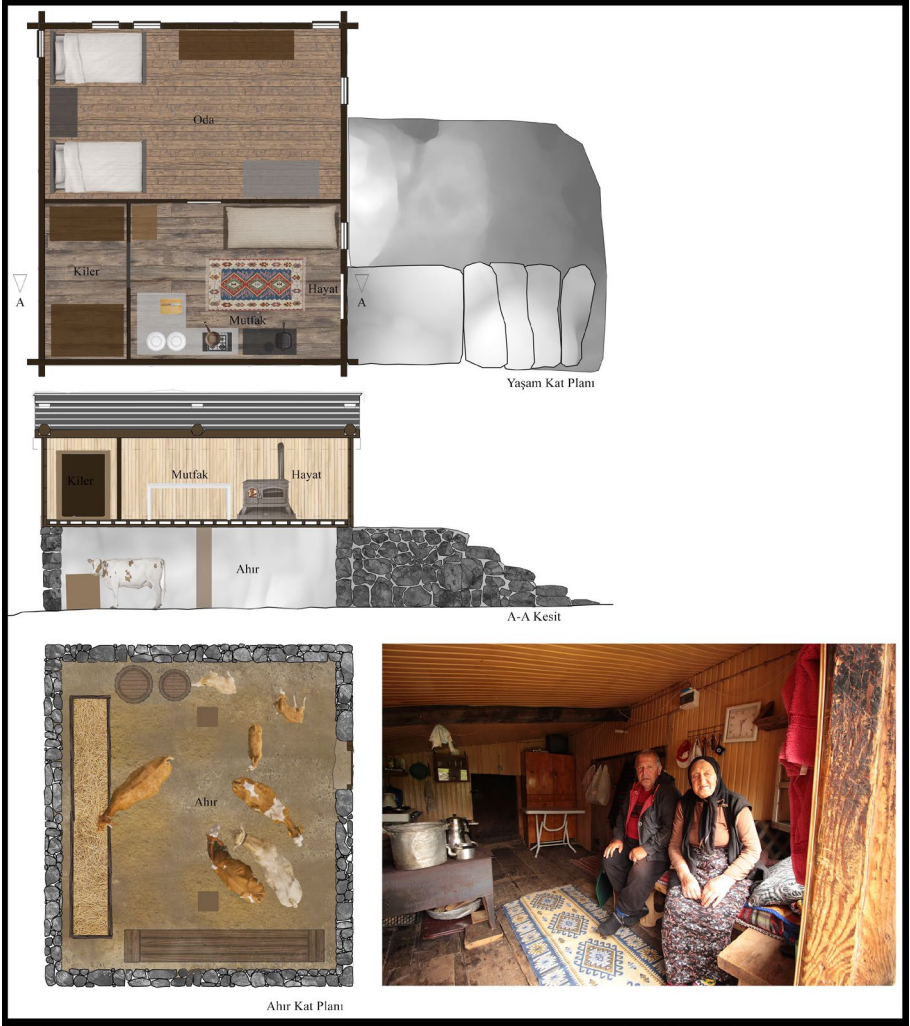 Oda
Kiler
Hayat
A
A
Mutfak
Yaşam Kat Planı
Kiler
Mutfak
Hayat
Ahır
A-A Kesit
Ahır
Ahır Kat Planı